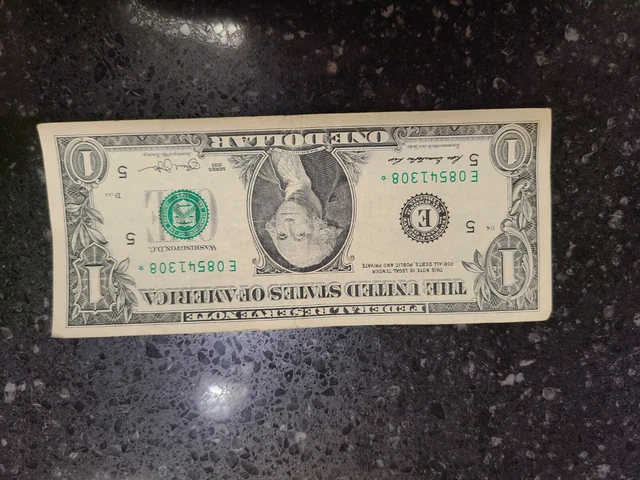 FEDERAL RESERVE NOTE
THE UNITED STATES OF AMERICA
1
1
THIS NOTE IS LEGAL TENDER
FOR ALL DEBTS, PUBLIC AND PRIVATE
E 08541308 *
WASHINGTON, D.C.
5
5
E
ONE
E 08541308 *
5
5
SERIES
2013
1
1
ONE DOLLAR